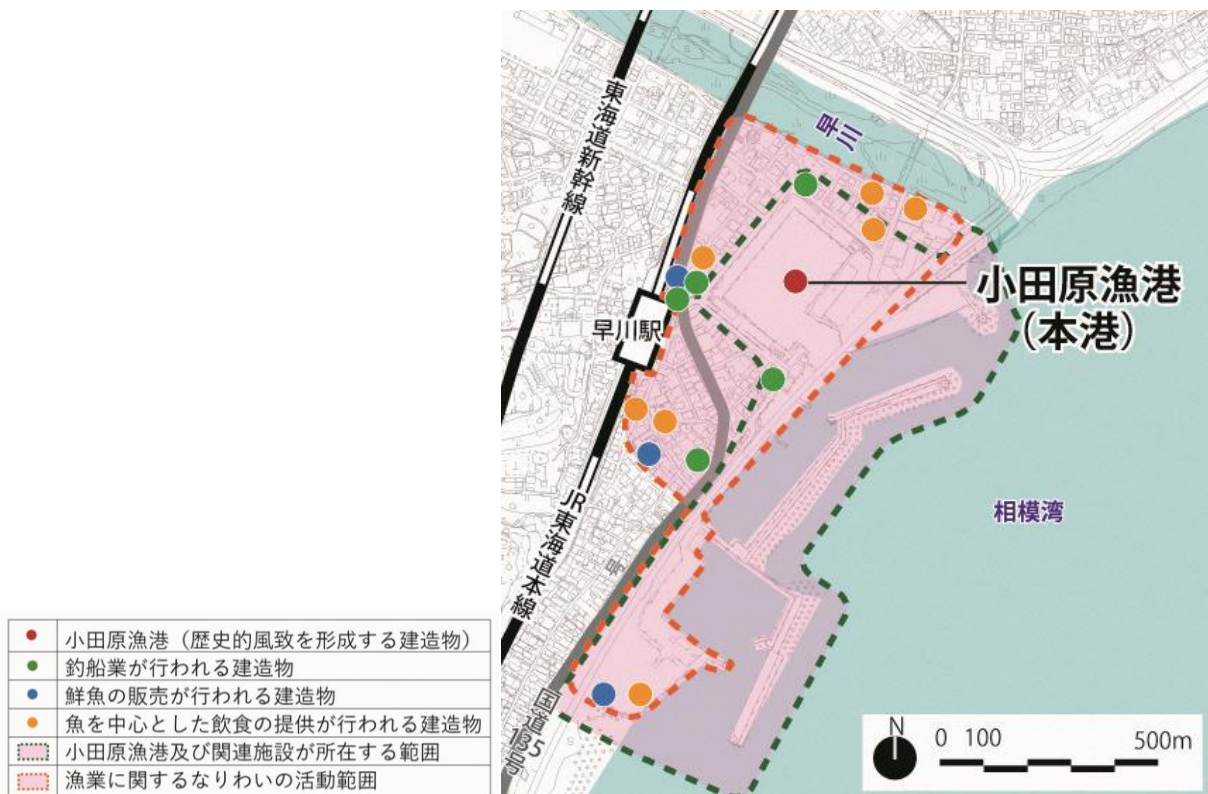 東海道新幹線
早川
小田原漁港
（本港）
早川駅
相模湾
JR東海道本線
国道135号
N
0 100 500m
小田原漁港（歴史的風致を形成する建造物）
釣船業が行われる建造物
鮮魚の販売が行われる建造物
魚を中心とした飲食の提供が行われる建造物
小田原漁港及び関連施設が所在する範囲
漁業に関するなりわいの活動範囲